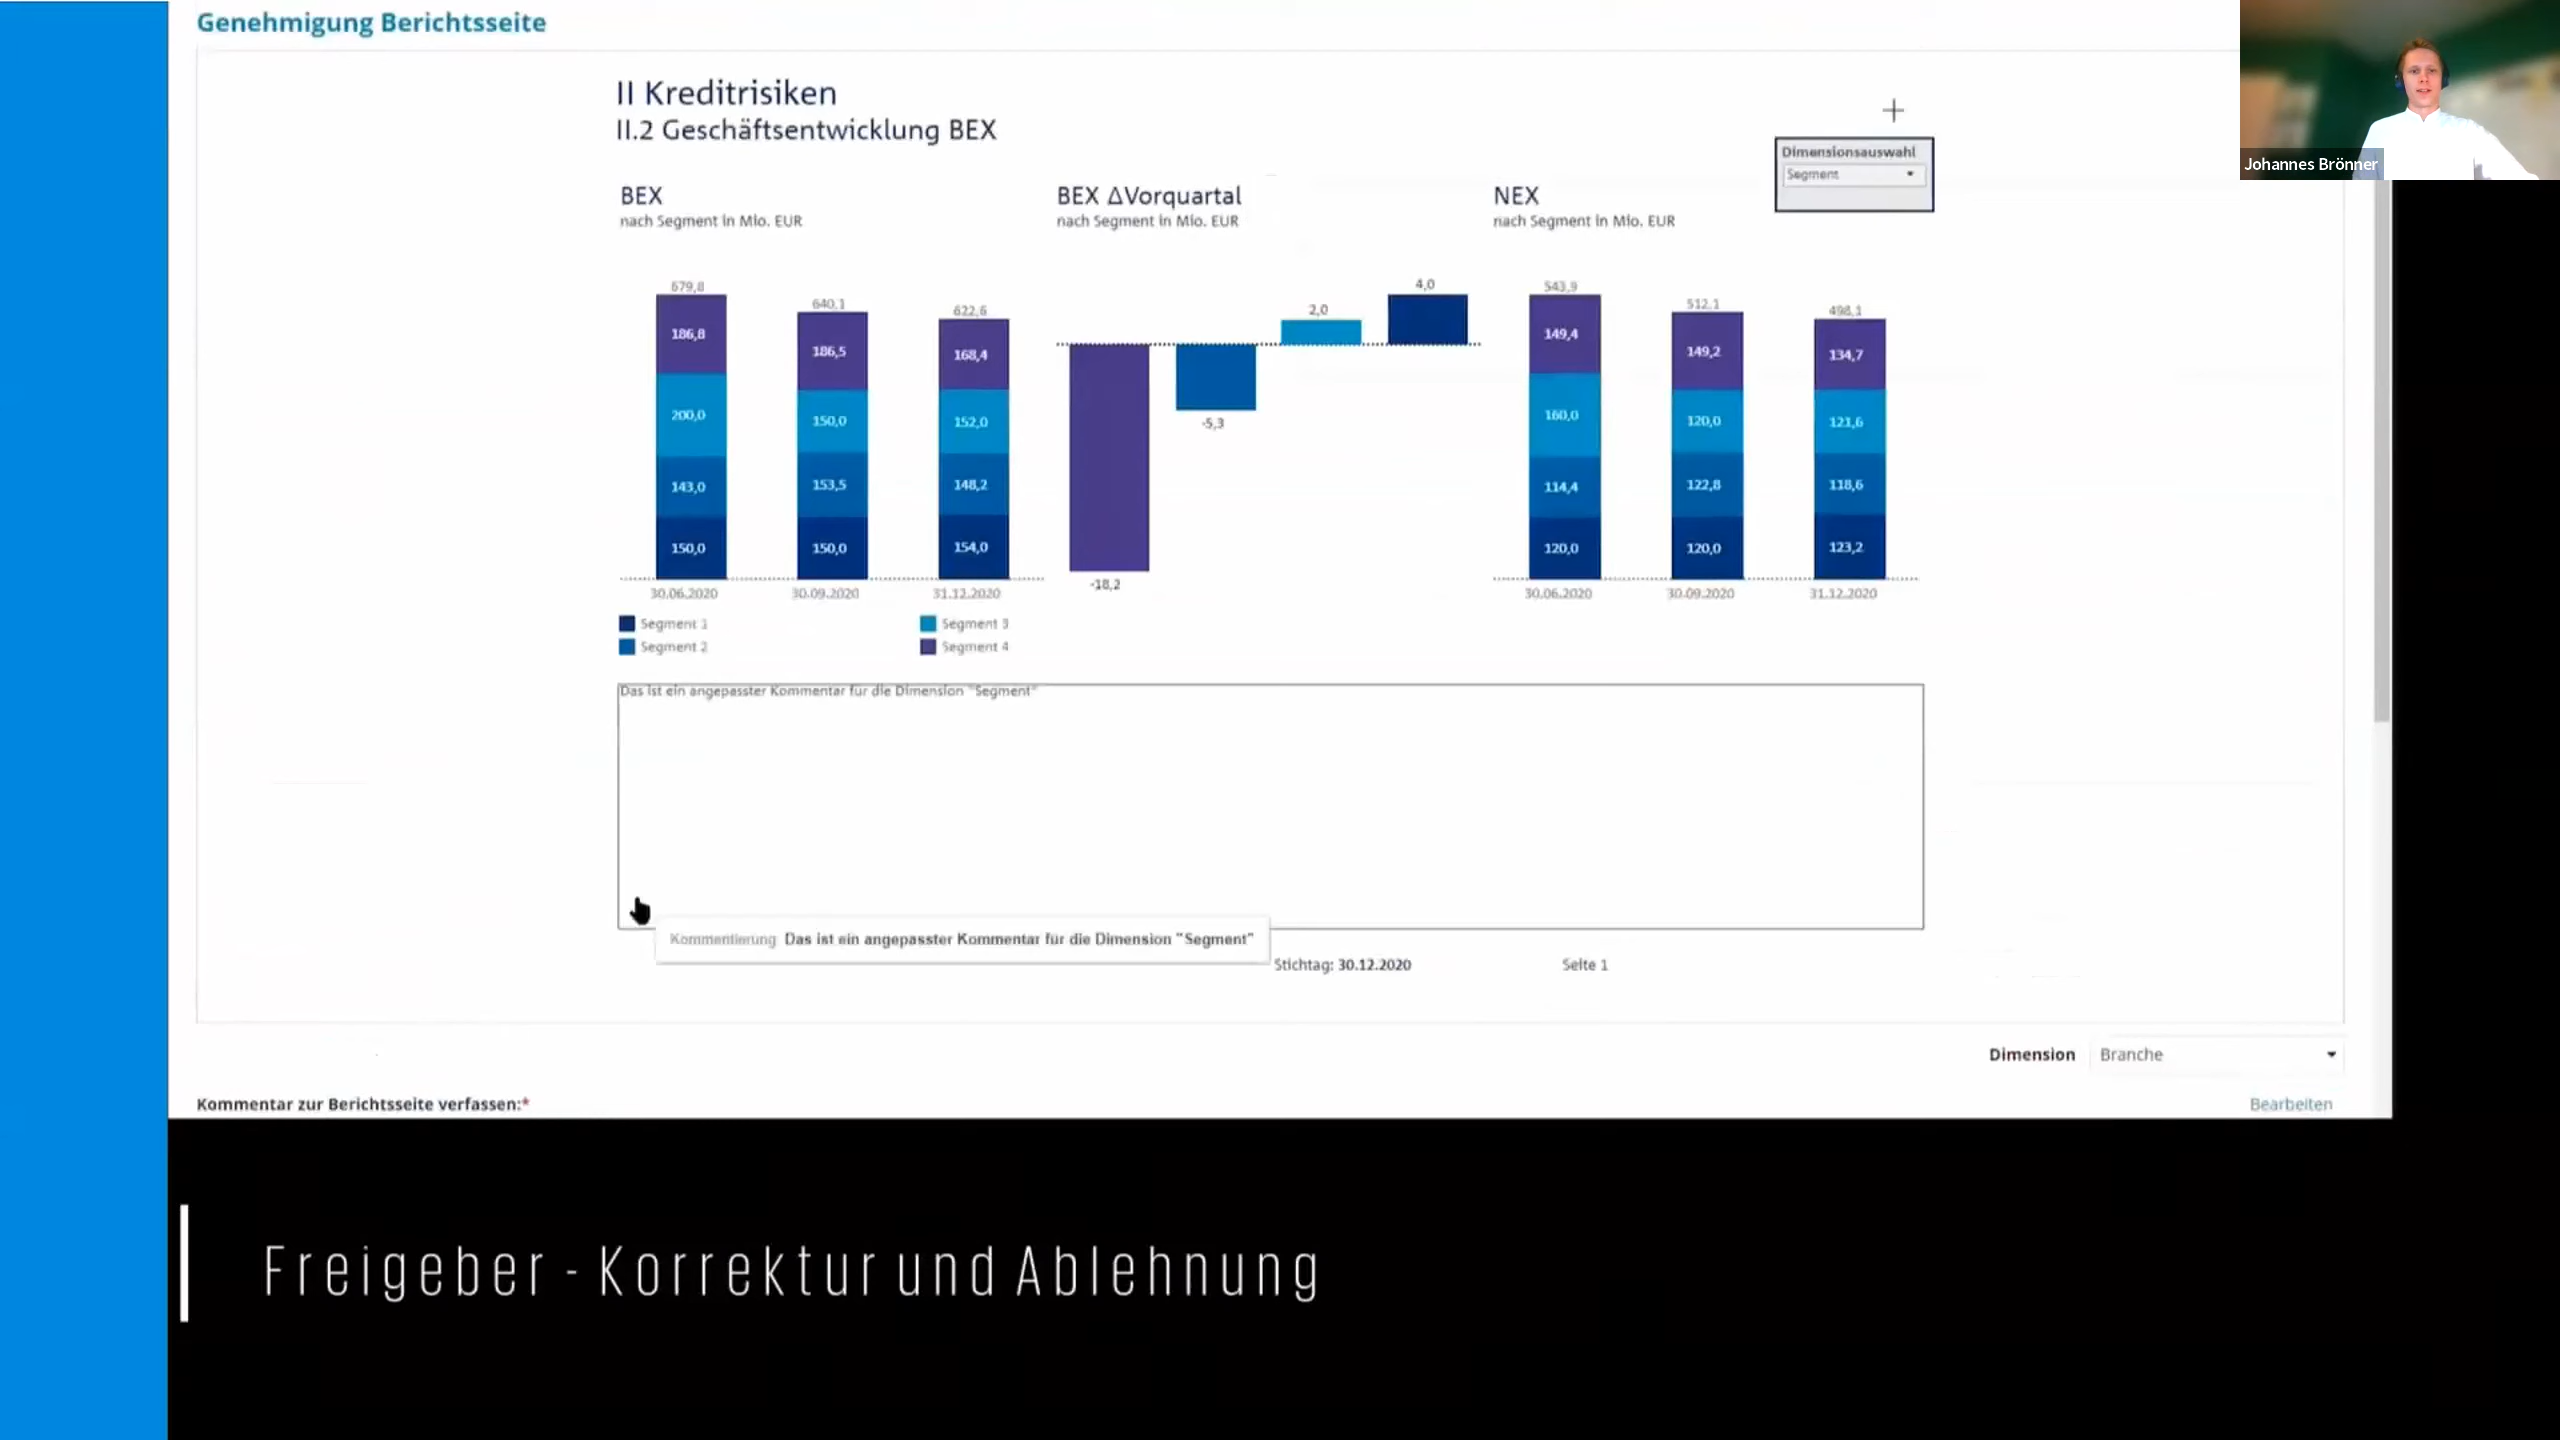 Genehmigung Berichtsseite
Johannes Brönner
II Kreditrisiken
II.2 Geschäftsentwicklung BEX
Dimensionsauswahl
Segment
BEX
nach Segment in Mio. EUR
BEX ΔVorquartal
nach Segment in Mio. EUR
NEX
nach Segment in Mio. EUR
679,8
640,1
622,6
186,8
186,5
168,4
200,0
150,0
152,0
143,0
153,5
148,2
150,0
150,0
154,0
30.06.2020
30.09.2020
31.12.2020
Segment 1
Segment 3
Segment 2
Segment 4
-18,2
-5,3
2,0
4,0
543,9
512,1
498,1
149,4
149,2
134,7
160,0
120,0
121,6
114,4
122,8
118,6
120,0
120,0
123,2
30.06.2020
30.09.2020
31.12.2020
Das ist ein angepasster Kommentar für die Dimension "Segment"
Kommentierung Das ist ein angepasster Kommentar für die Dimension "Segment"
Stichtag: 30.12.2020
Seite 1
Dimension Branche
Kommentar zur Berichtsseite verfassen:*
Bearbeiten
Freigeber - Korrektur und Ablehnung